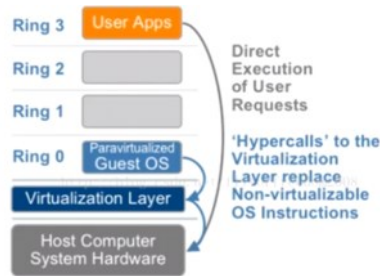 Ring 3
User Apps
Ring 2
Ring 1
Direct
Execution
of User
Requests
Ring 0
Paravirtualized
Guest OS
'Hypercalls' to the
Virtualization
Layer replace
Non-virtualizable
OS Instructions
Virtualization Layer
Host Computer
System Hardware